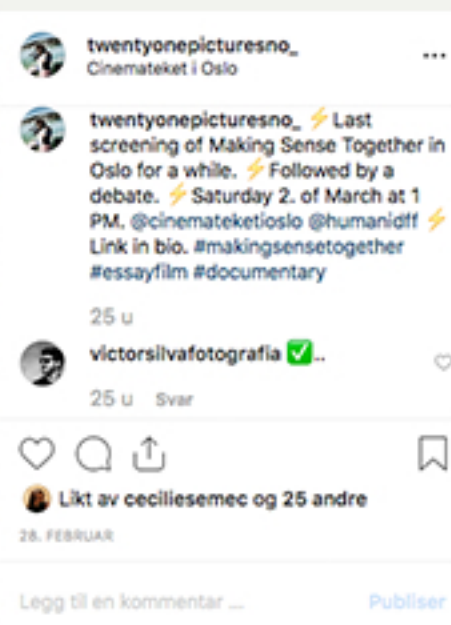 twentyonepicturesno_
Cinemateket i Oslo
twentyonepicturesno_ ⚡Last
screening of Making Sense Together in
Oslo for a while. ⚡Followed by a
debate. ⚡Saturday 2. of March at 1
PM. @cinemateketioslo @humanidff ⚡
Link in bio. #makingsensetogether
#essayfilm #documentary
25 u
victorsilvafotografia ✅..
25 u Svar
Likt av ceciliesemec og 25 andre
28. FEBRUAR
Legg til en kommentar ... Publiser